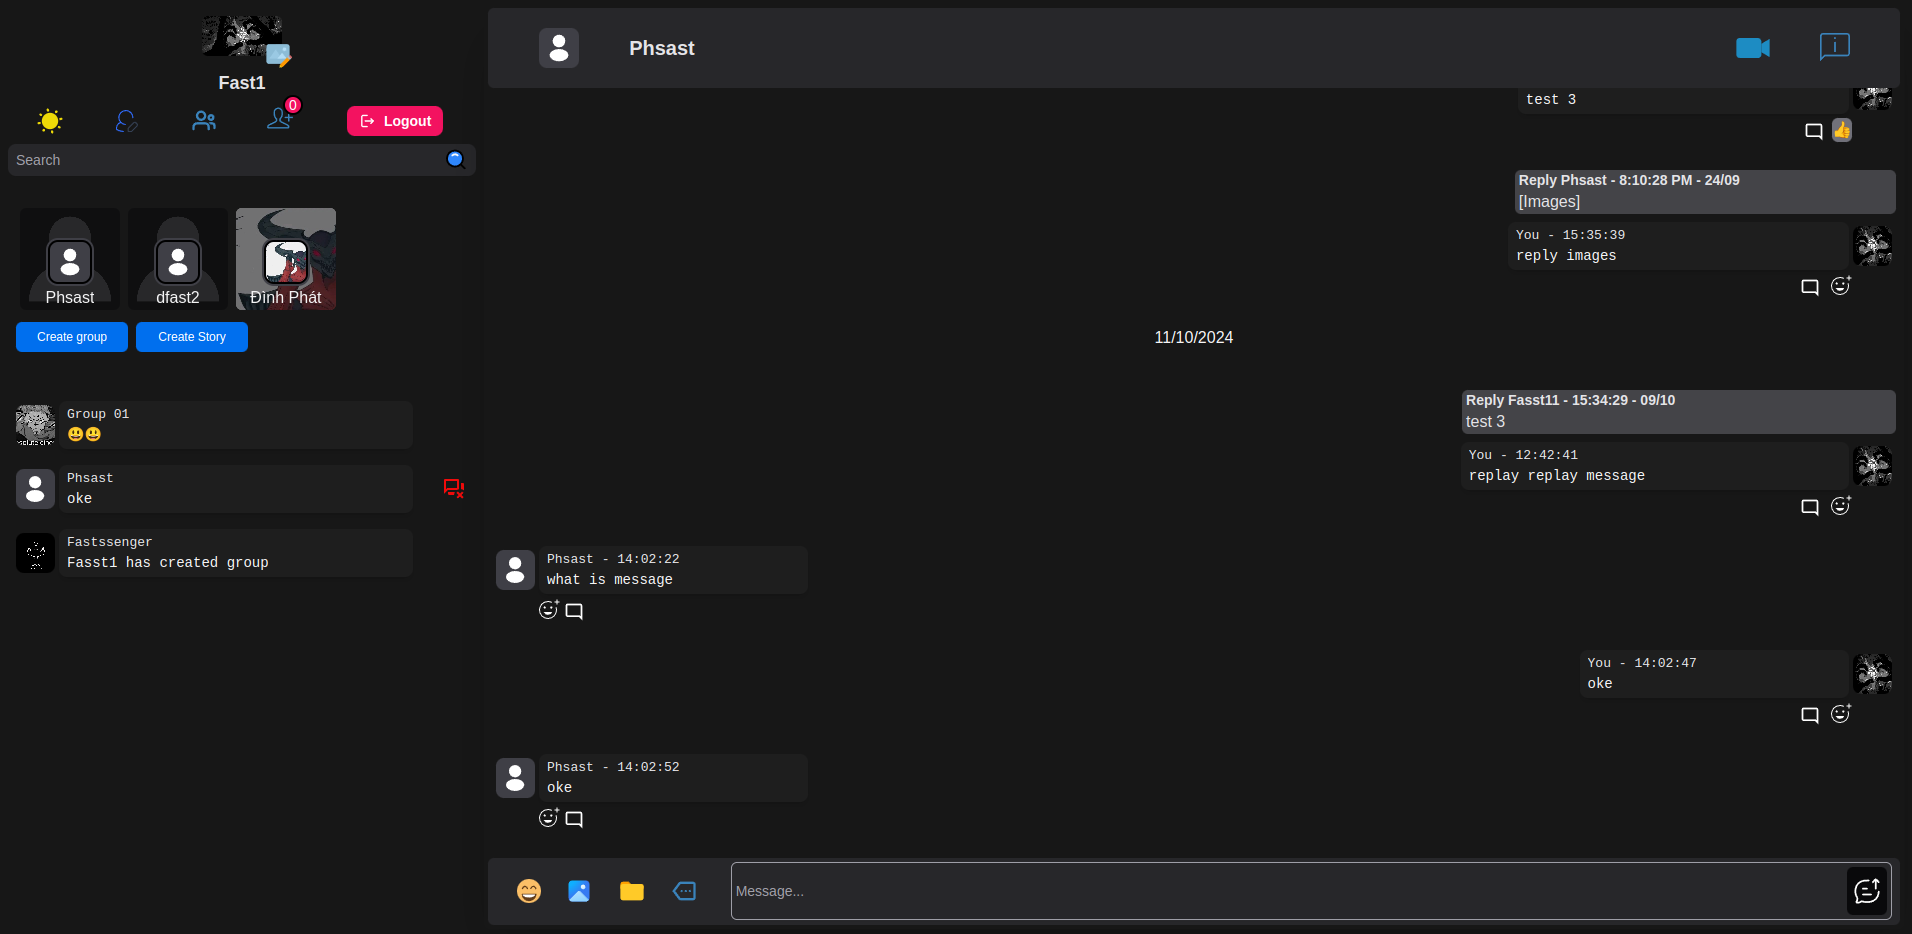 Fast1
0
Logout
Search
Phsast
dfast2
Đình Phát
Create group
Create Story
Group 01
😃😃
Phsast
oke
Fastssenger
Fasst1 has created group
Phsast
test 3
👍
Reply Phsast - 8:10:28 PM - 24/09
[Images]
You - 15:35:39
reply images
11/10/2024
Reply Fasst11 - 15:34:29 - 09/10
test 3
You - 12:42:41
replay replay message
Phsast - 14:02:22
what is message
You - 14:02:47
oke
Phsast - 14:02:52
oke
Message...